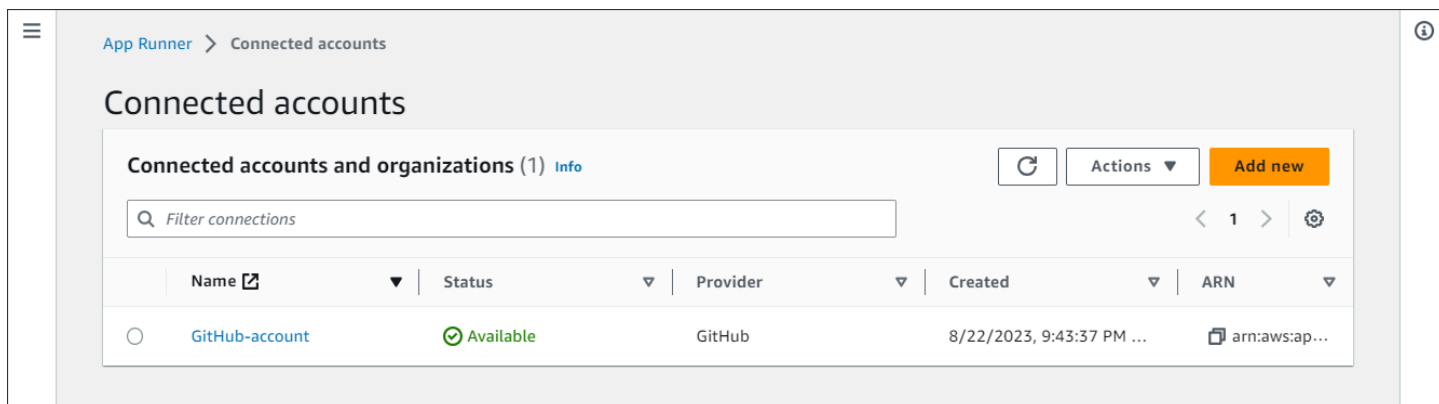 App Runner > Connected accounts
Connected accounts
Connected accounts and organizations (1) Info
Actions Add new
Filter connections
1
Name Status Provider Created ARN
GitHub-account Available GitHub 8/22/2023, 9:43:37 PM ... arn:aws:ap...